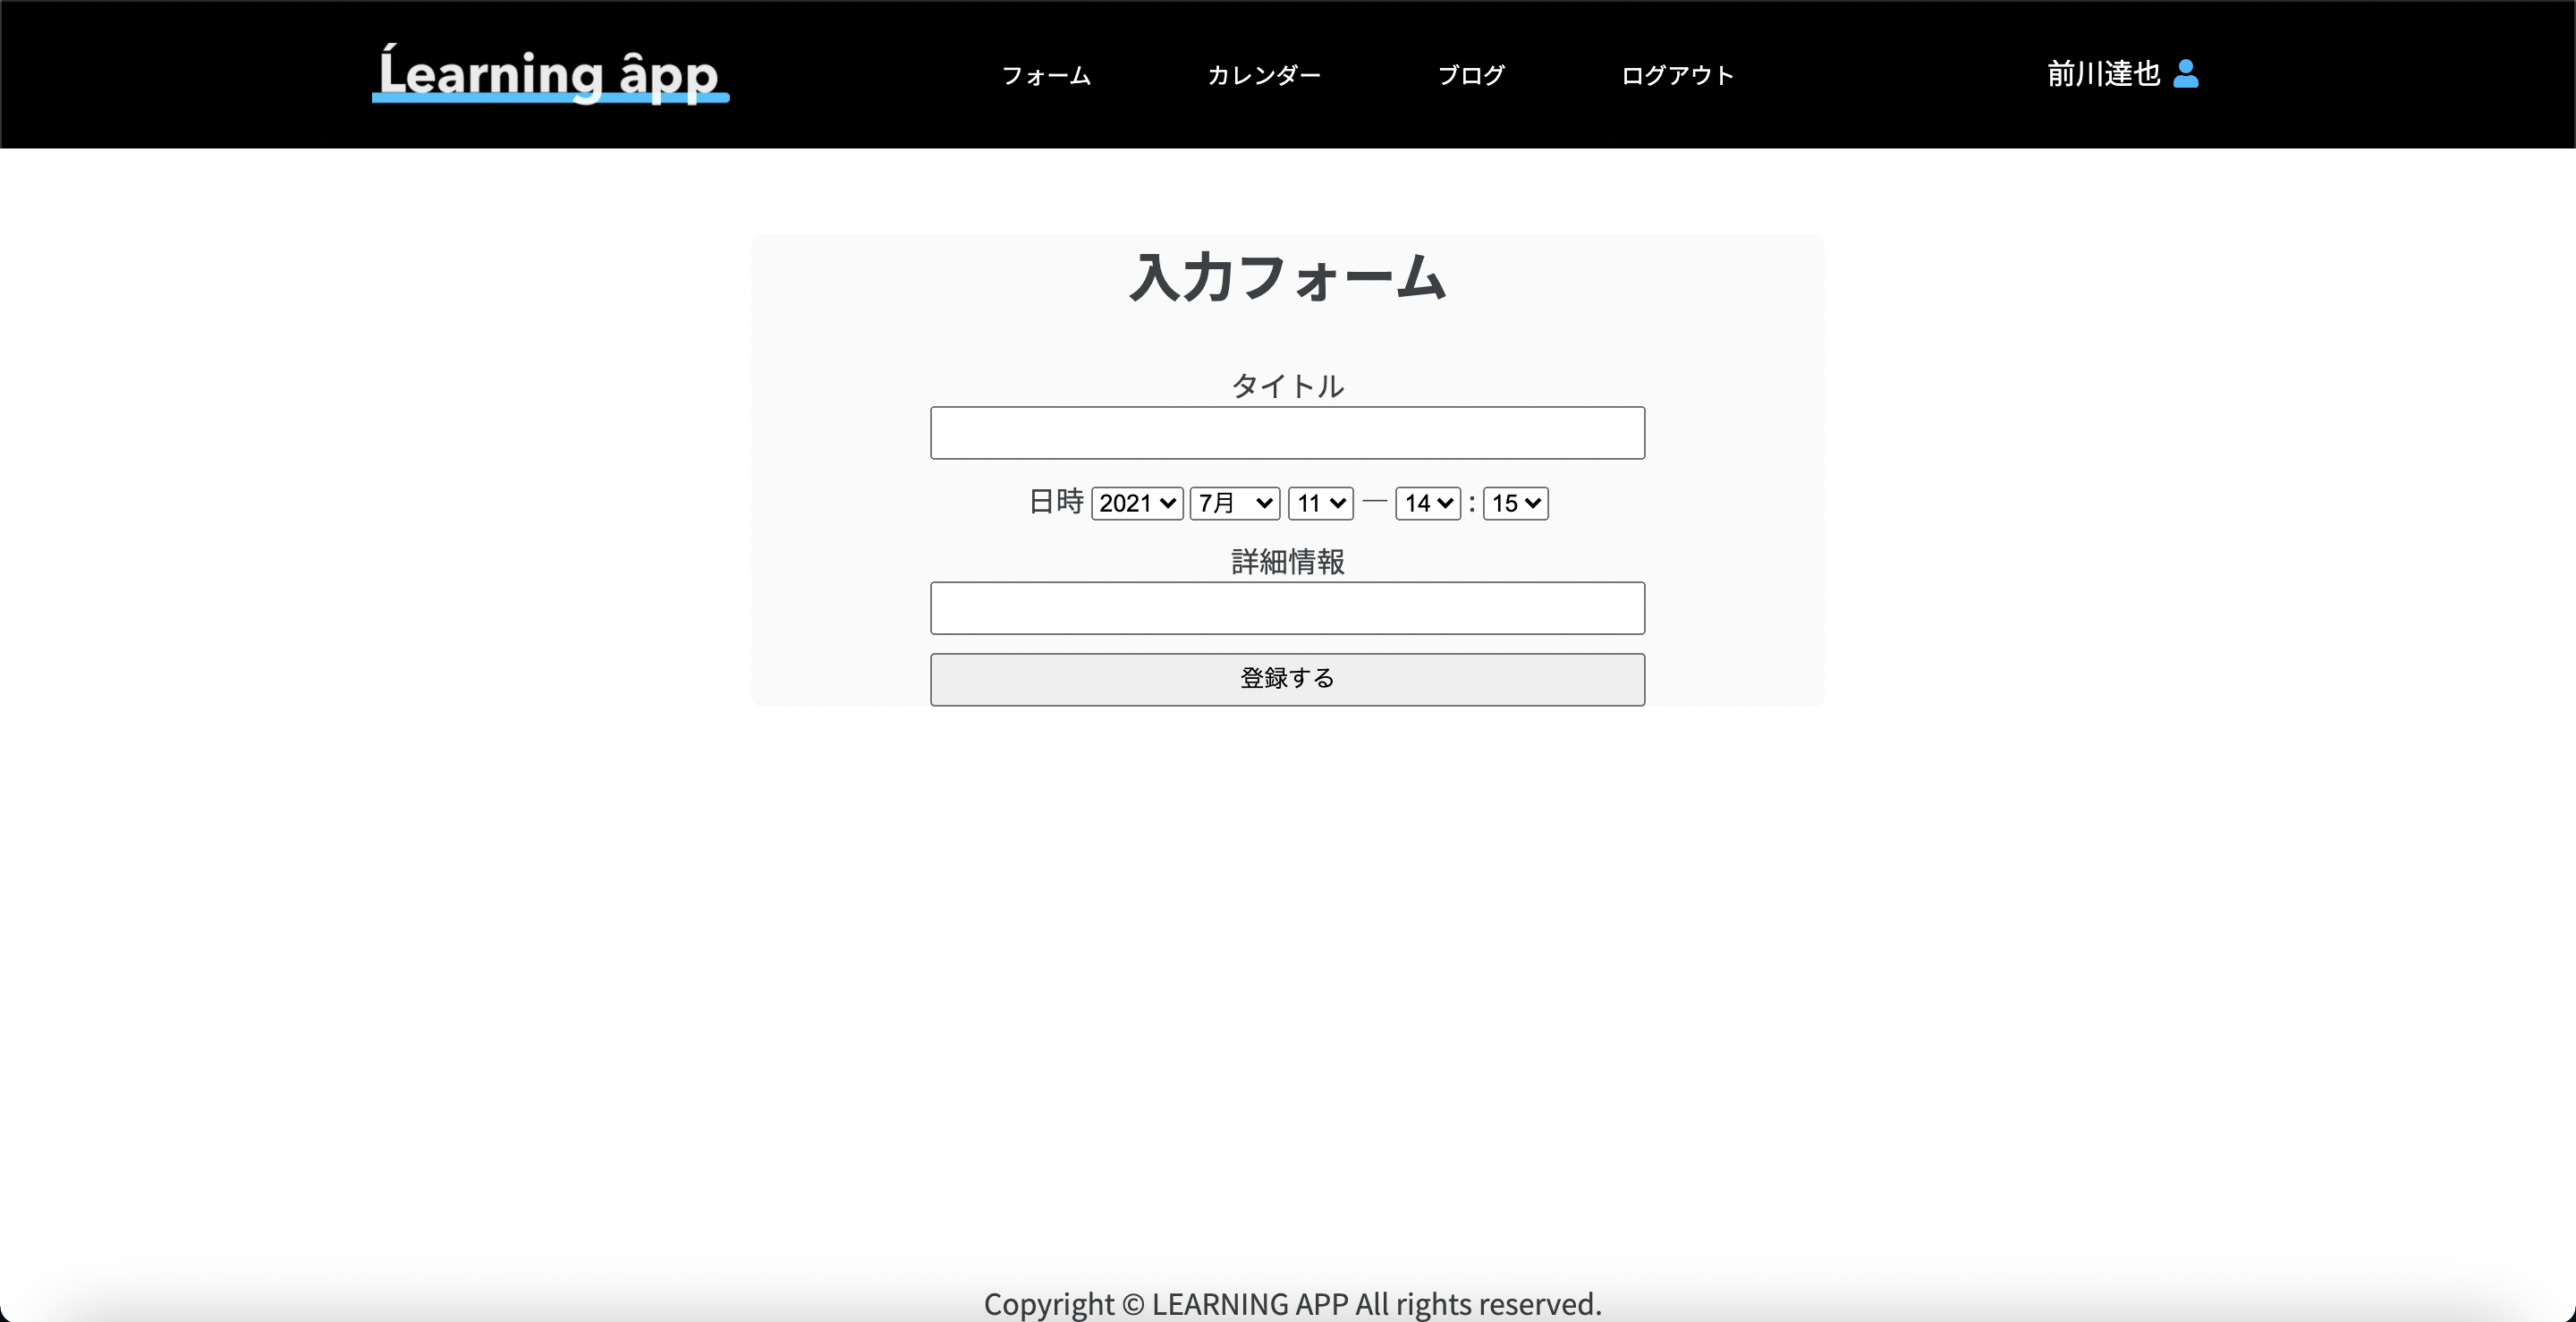 Ĺearning âpp
フォーム カレンダー ブログ ログアウト 前川達也
入力フォーム
タイトル
日時 2021 7月 11 — 14 : 15
詳細情報
登録する
Copyright © LEARNING APP All rights reserved.